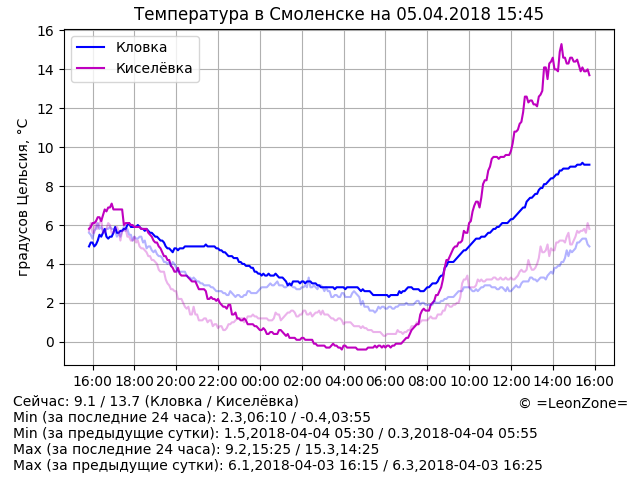 Температура в Смоленске на 05.04.2018 15:45
Кловка
Киселёвка
градусов Цельсия, °C
16
14
12
10
8
6
4
2
0
16:00 18:00 20:00 22:00 00:00 02:00 04:00 06:00 08:00 10:00 12:00 14:00 16:00
Сейчас: 9.1 / 13.7 (Кловка / Киселёвка)
© =LeonZone=
Min (за последние 24 часа): 2.3,06:10 / -0.4,03:55
Min (за предыдущие сутки): 1.5,2018-04-04 05:30 / 0.3,2018-04-04 05:55
Max (за последние 24 часа): 9.2,15:25 / 15.3,14:25
Max (за предыдущие сутки): 6.1,2018-04-03 16:15 / 6.3,2018-04-03 16:25